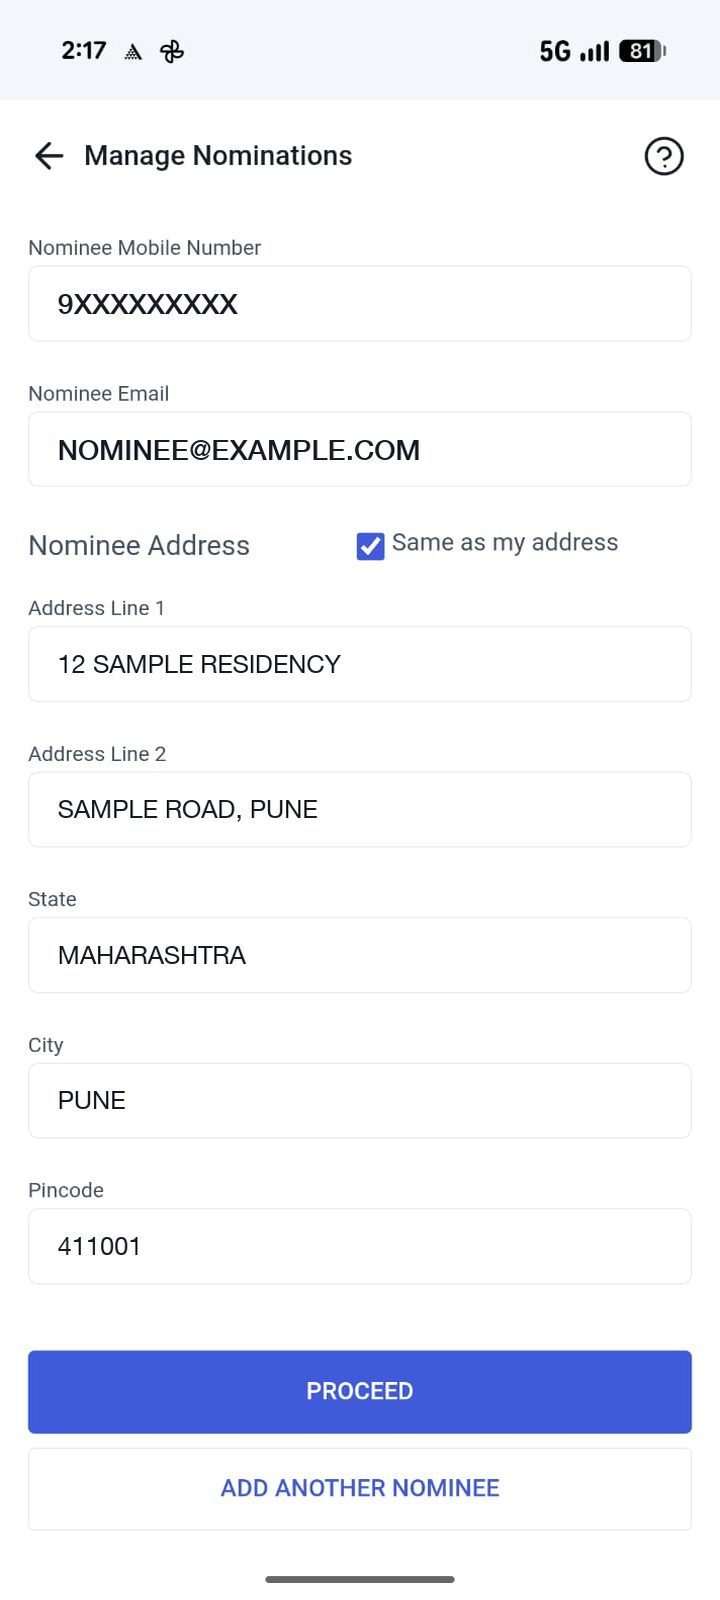 2:17 5G 81
Manage Nominations
Nominee Mobile Number
9XXXXXXXXX
Nominee Email
NOMINEE@EXAMPLE.COM
Nominee Address Same as my address
Address Line 1
12 SAMPLE RESIDENCY
Address Line 2
SAMPLE ROAD, PUNE
State
MAHARASHTRA
City
PUNE
Pincode
411001
PROCEED
ADD ANOTHER NOMINEE